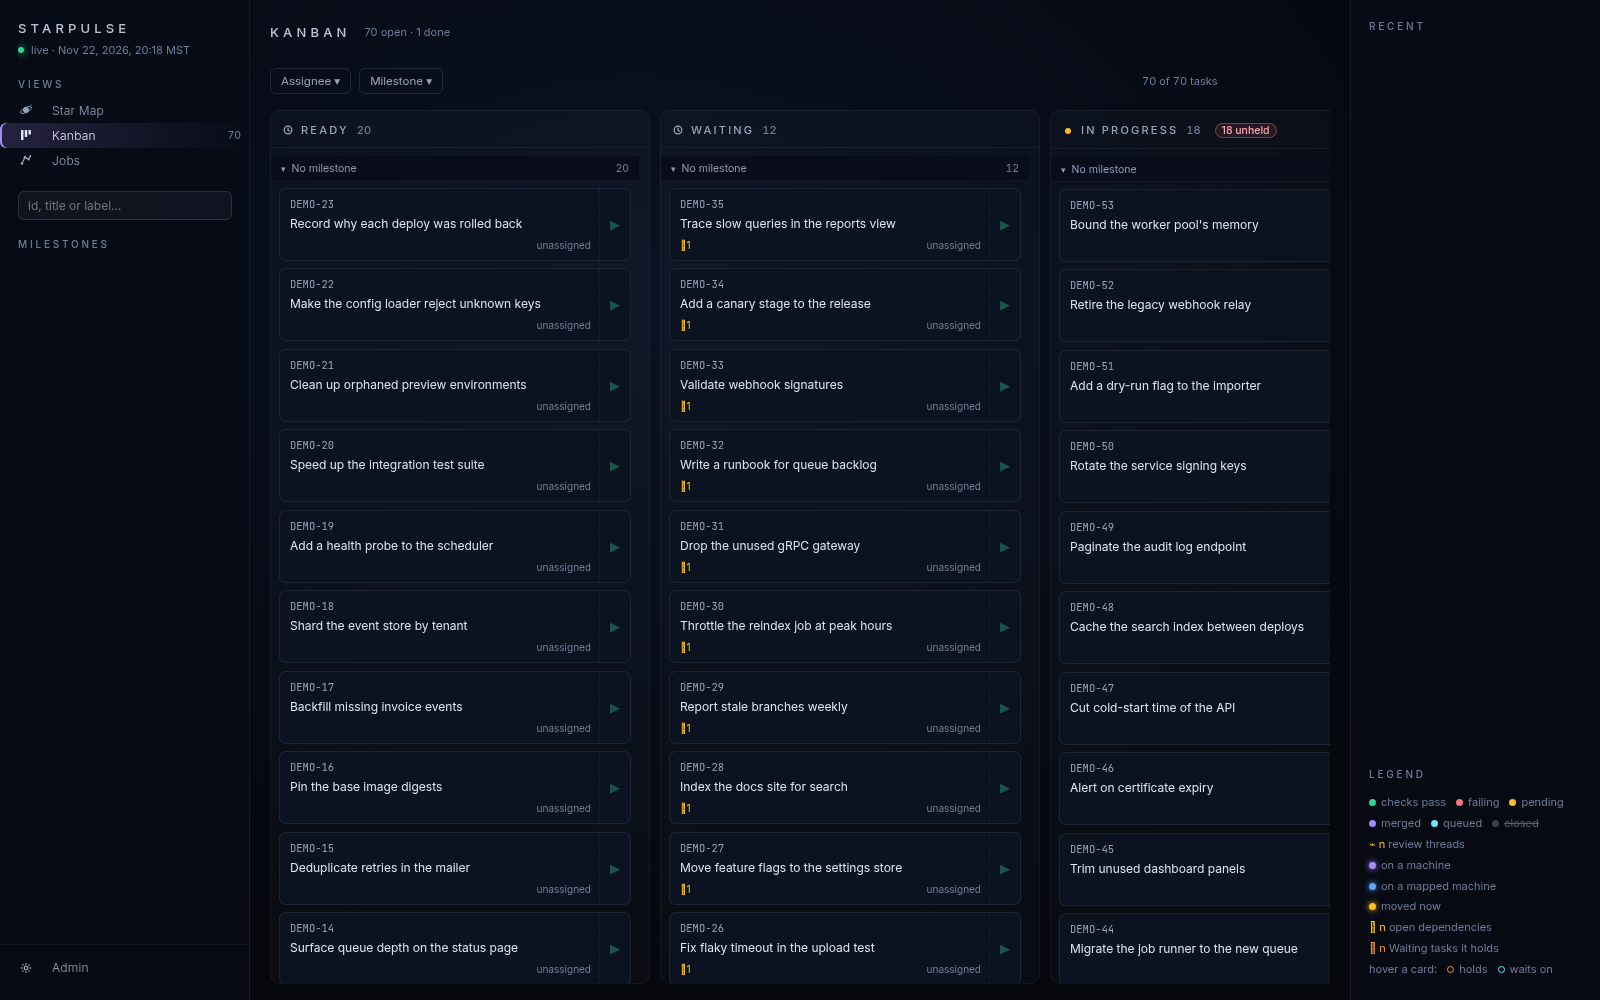 STARPULSE
live · Nov 22, 2026, 20:18 MST
VIEWS
Star Map
Kanban 70
Jobs
id, title or label...
MILESTONES
Admin
KANBAN 70 open · 1 done
Assignee ▾ Milestone ▾ 70 of 70 tasks
READY 20
▾ No milestone 20
DEMO-23
Record why each deploy was rolled back
unassigned
DEMO-22
Make the config loader reject unknown keys
unassigned
DEMO-21
Clean up orphaned preview environments
unassigned
DEMO-20
Speed up the integration test suite
unassigned
DEMO-19
Add a health probe to the scheduler
unassigned
DEMO-18
Shard the event store by tenant
unassigned
DEMO-17
Backfill missing invoice events
unassigned
DEMO-16
Pin the base image digests
unassigned
DEMO-15
Deduplicate retries in the mailer
unassigned
DEMO-14
Surface queue depth on the status page
unassigned
WAITING 12
▾ No milestone 12
DEMO-35
Trace slow queries in the reports view
1 unassigned
DEMO-34
Add a canary stage to the release
1 unassigned
DEMO-33
Validate webhook signatures
1 unassigned
DEMO-32
Write a runbook for queue backlog
1 unassigned
DEMO-31
Drop the unused gRPC gateway
1 unassigned
DEMO-30
Throttle the reindex job at peak hours
1 unassigned
DEMO-29
Report stale branches weekly
1 unassigned
DEMO-28
Index the docs site for search
1 unassigned
DEMO-27
Move feature flags to the settings store
1 unassigned
DEMO-26
Fix flaky timeout in the upload test
1 unassigned
IN PROGRESS 18 18 unheld
▾ No milestone
DEMO-53
Bound the worker pool's memory
DEMO-52
Retire the legacy webhook relay
DEMO-51
Add a dry-run flag to the importer
DEMO-50
Rotate the service signing keys
DEMO-49
Paginate the audit log endpoint
DEMO-48
Cache the search index between deploys
DEMO-47
Cut cold-start time of the API
DEMO-46
Alert on certificate expiry
DEMO-45
Trim unused dashboard panels
DEMO-44
Migrate the job runner to the new queue
RECENT
LEGEND
checks pass failing pending
merged queued closed
n review threads
on a machine
on a mapped machine
moved now
n open dependencies
n Waiting tasks it holds
hover a card: holds waits on